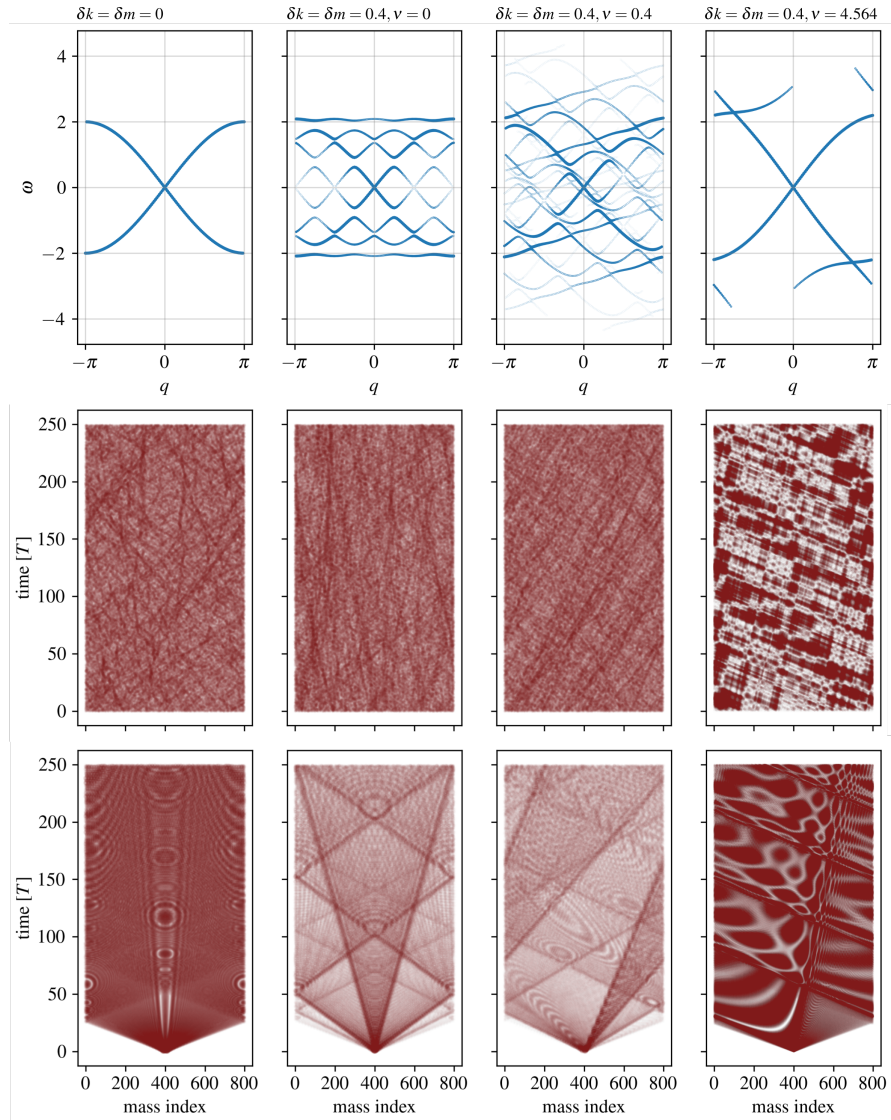 δk = δm = 0
δk = δm = 0.4, ν = 0
δk = δm = 0.4, ν = 0.4
δk = δm = 0.4, ν = 4.564
4
2
0
−2
−4
ω
−π 0 π
−π 0 π
−π 0 π
−π 0 π
q
q
q
q
250
200
150
100
50
0
time [T]
250
200
150
100
50
0
time [T]
0 200 400 600 800
0 200 400 600 800
0 200 400 600 800
0 200 400 600 800
mass index
mass index
mass index
mass index